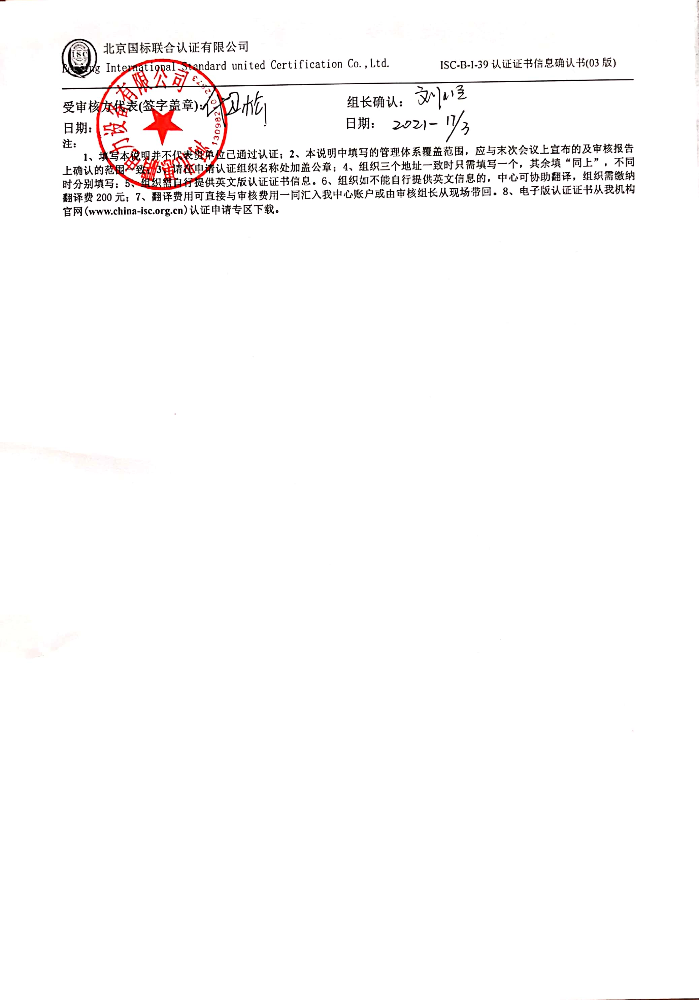 ISC
北京国标联合认证有限公司
Beijing International Standard united Certification Co.,Ltd.
ISC-B-I-39 认证证书信息确认书(03 版)
受审核方代表(签字盖章):
组长确认:
日期:
日期: 2021-17/3
注:
1、填写本说明并不代表贵单位已通过认证;2、本说明中填写的管理体系覆盖范围,应与末次会议上宣布的及审核报告
上确认的范围一致;3、请在申请认证组织名称处加盖公章;4、组织三个地址一致时只需填写一个,其余填“同上”,不同
时分别填写;5、组织需自行提供英文版认证证书信息。6、组织如不能自行提供英文信息的,中心可协助翻译,组织需缴纳
翻译费 200 元;7、翻译费用可直接与审核费用一同汇入我中心账户或由审核组长从现场带回。8、电子版认证证书从我机构
官网(www.china-isc.org.cn)认证申请专区下载。
电力设备有限公司